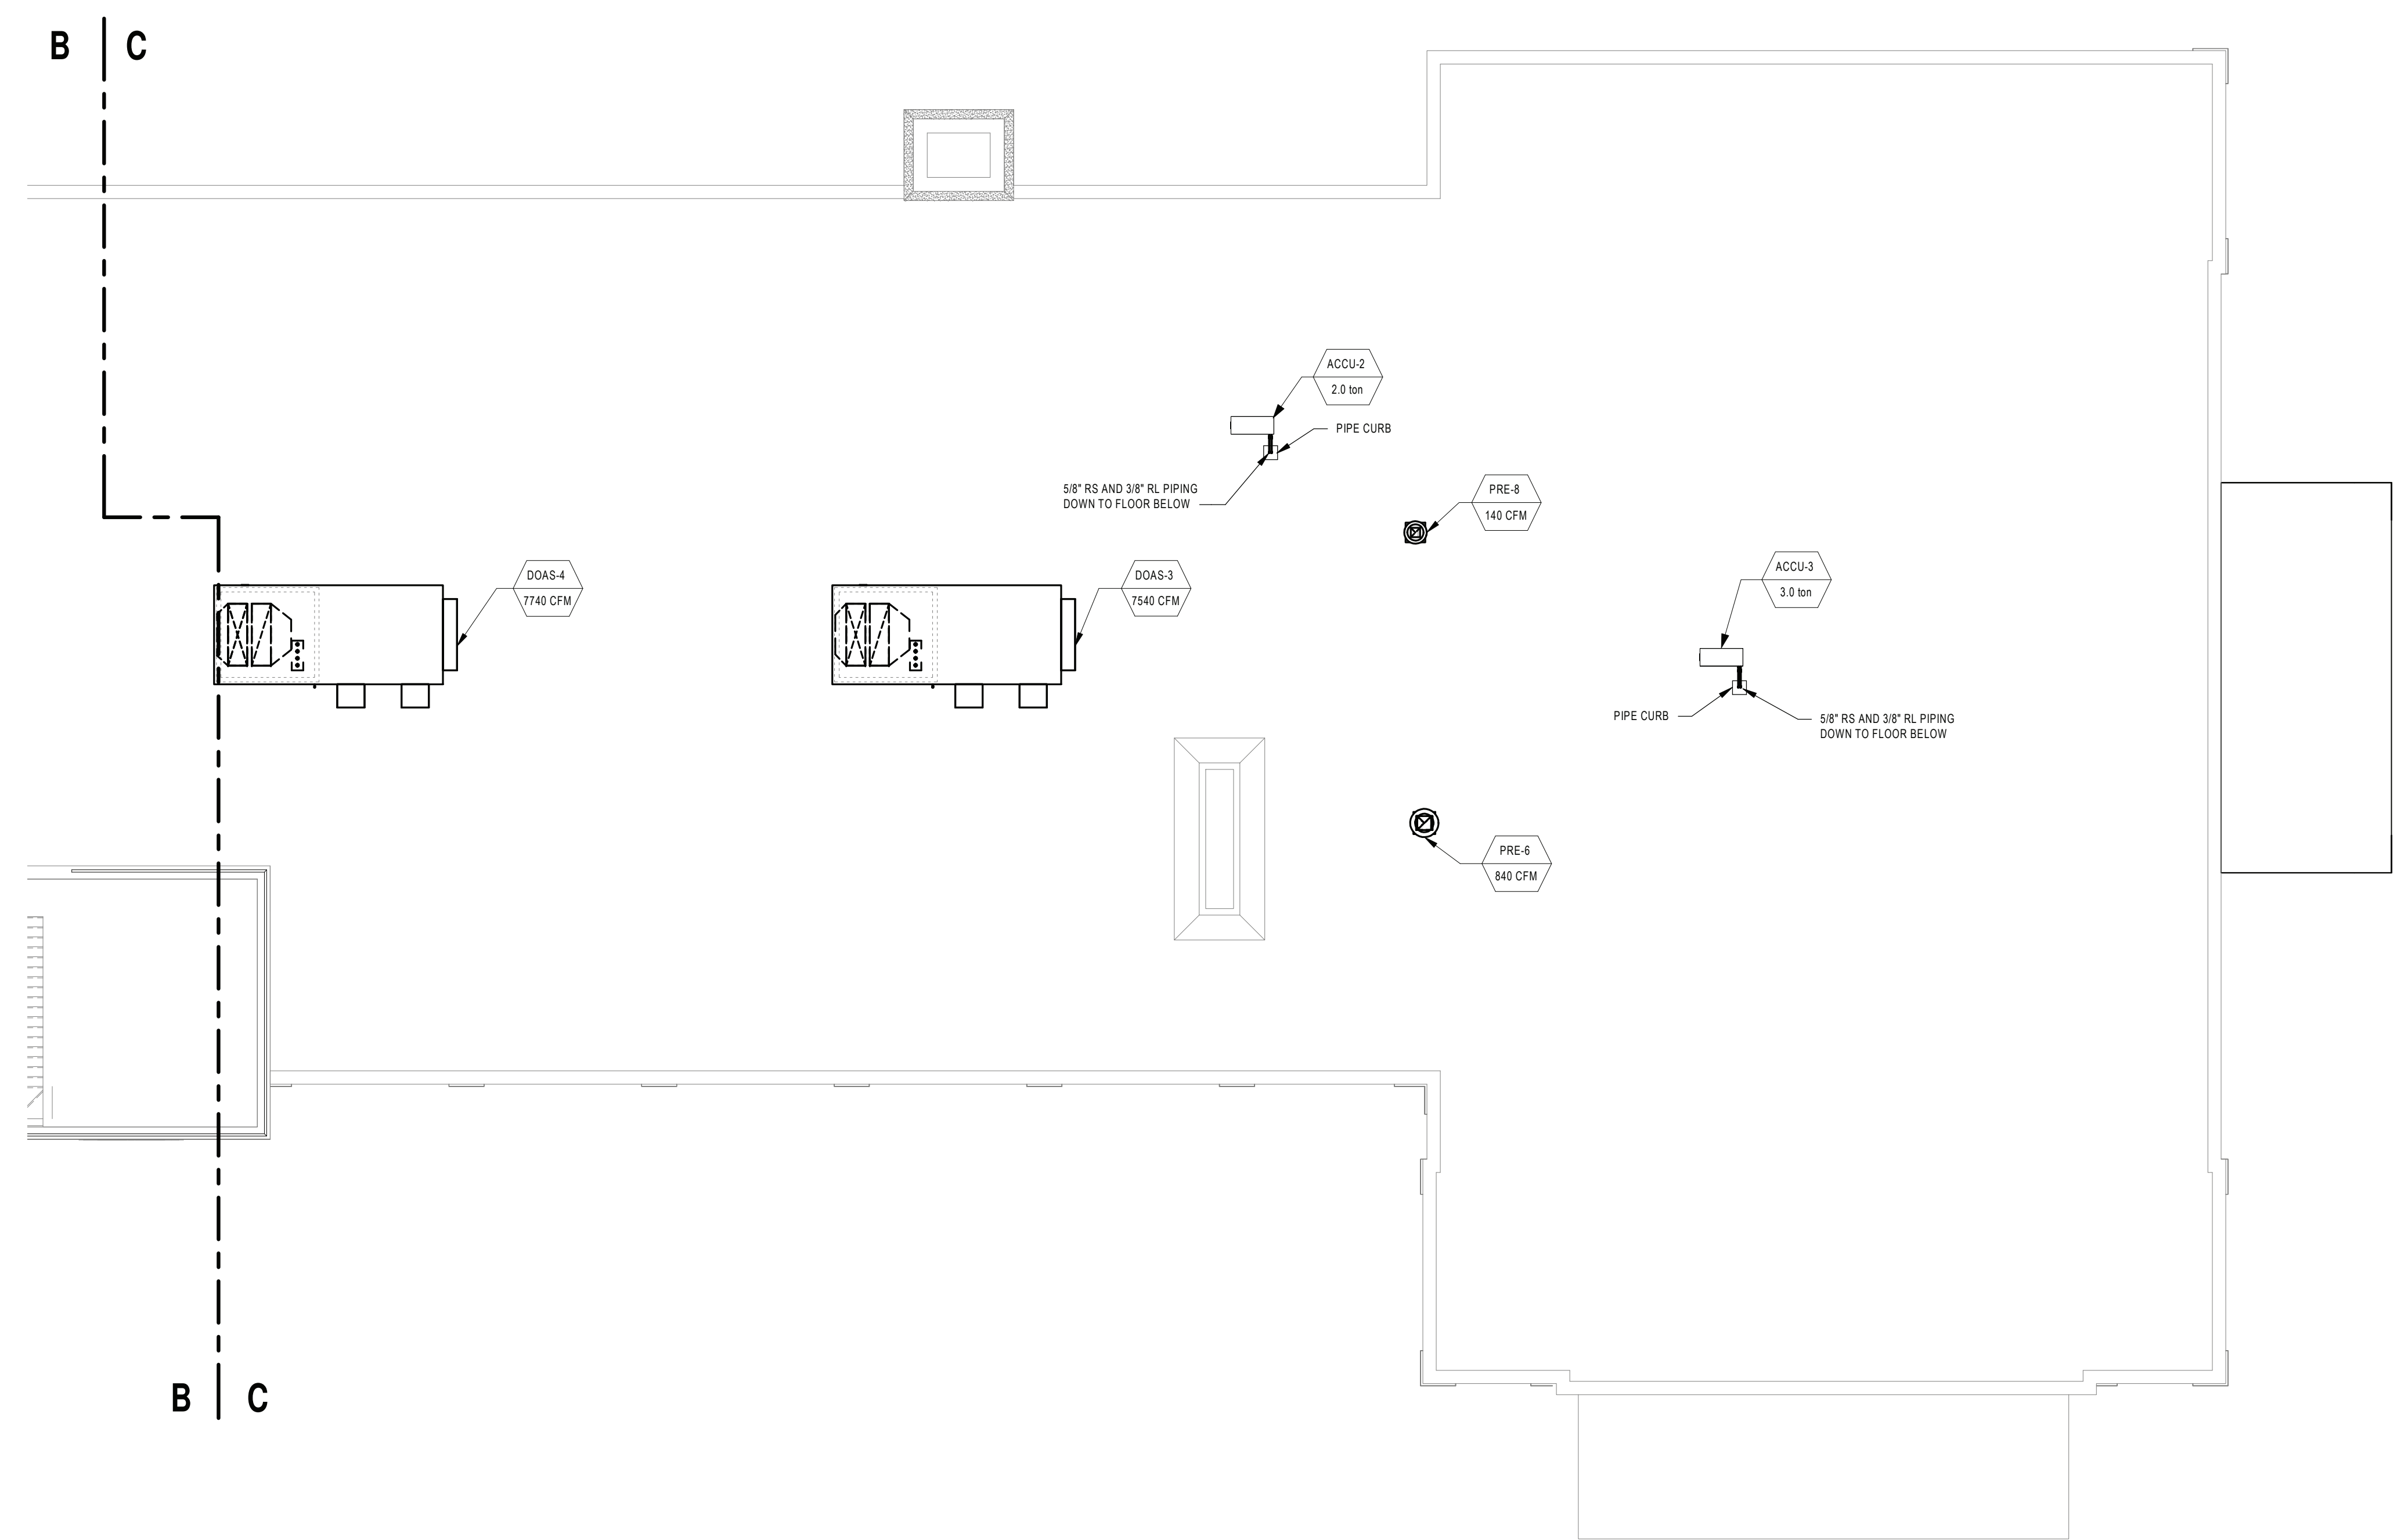 B C
ACCU-2
2.0 ton
PIPE CURB
5/8" RS AND 3/8" RL PIPING
DOWN TO FLOOR BELOW
PRE-8
140 CFM
DOAS-4
7740 CFM
DOAS-3
7540 CFM
ACCU-3
3.0 ton
PIPE CURB
5/8" RS AND 3/8" RL PIPING
DOWN TO FLOOR BELOW
PRE-6
840 CFM
B C